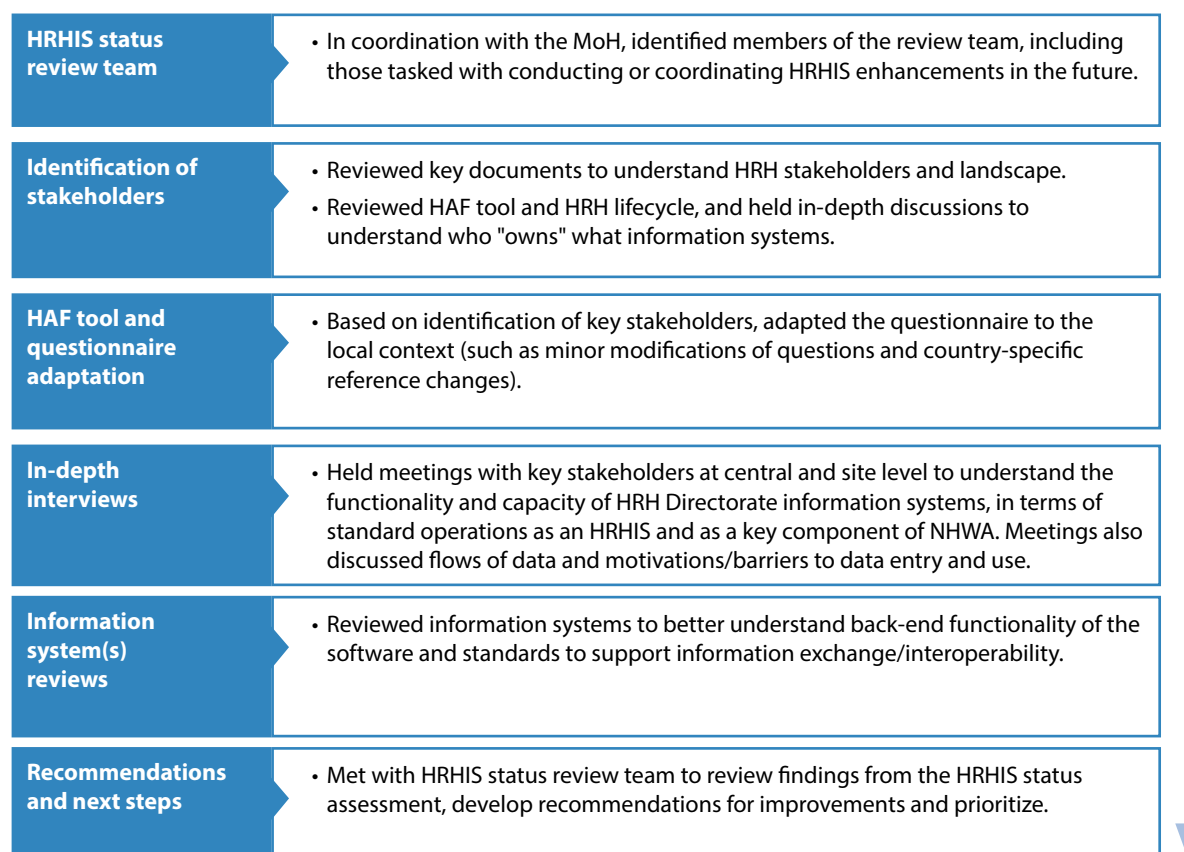 HRHIS status
review team
• In coordination with the MoH, identified members of the review team, including
those tasked with conducting or coordinating HRHIS enhancements in the future.
Identification of
stakeholders
• Reviewed key documents to understand HRH stakeholders and landscape.
• Reviewed HAF tool and HRH lifecycle, and held in-depth discussions to
understand who "owns" what information systems.
HAF tool and
questionnaire
adaptation
• Based on identification of key stakeholders, adapted the questionnaire to the
local context (such as minor modifications of questions and country-specific
reference changes).
In-depth
interviews
• Held meetings with key stakeholders at central and site level to understand the
functionality and capacity of HRH Directorate information systems, in terms of
standard operations as an HRHIS and as a key component of NHWA. Meetings also
discussed flows of data and motivations/barriers to data entry and use.
Information
system(s)
reviews
• Reviewed information systems to better understand back-end functionality of the
software and standards to support information exchange/interoperability.
Recommendations
and next steps
• Met with HRHIS status review team to review findings from the HRHIS status
assessment, develop recommendations for improvements and prioritize.